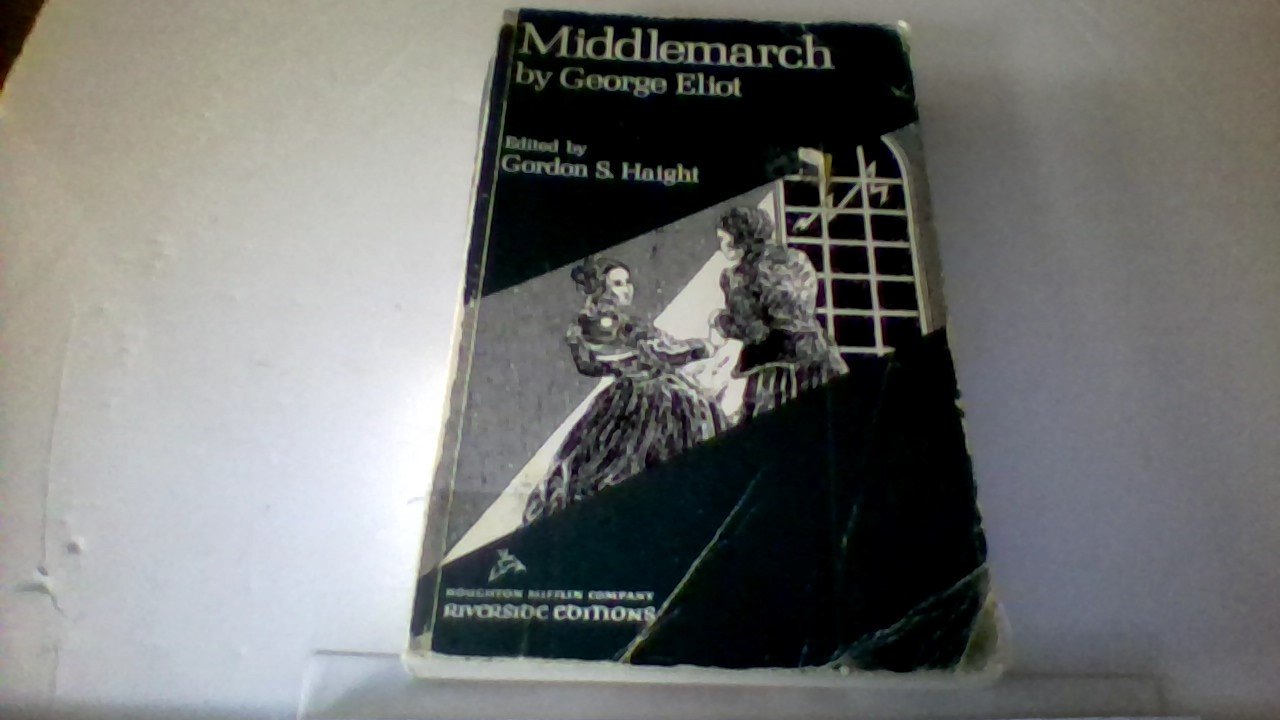 Middlemarch
by George Eliot
Edited by
Gordon S. Haight
HOUGHTON MIFFLIN COMPANY
RIVERSIDE EDITIONS